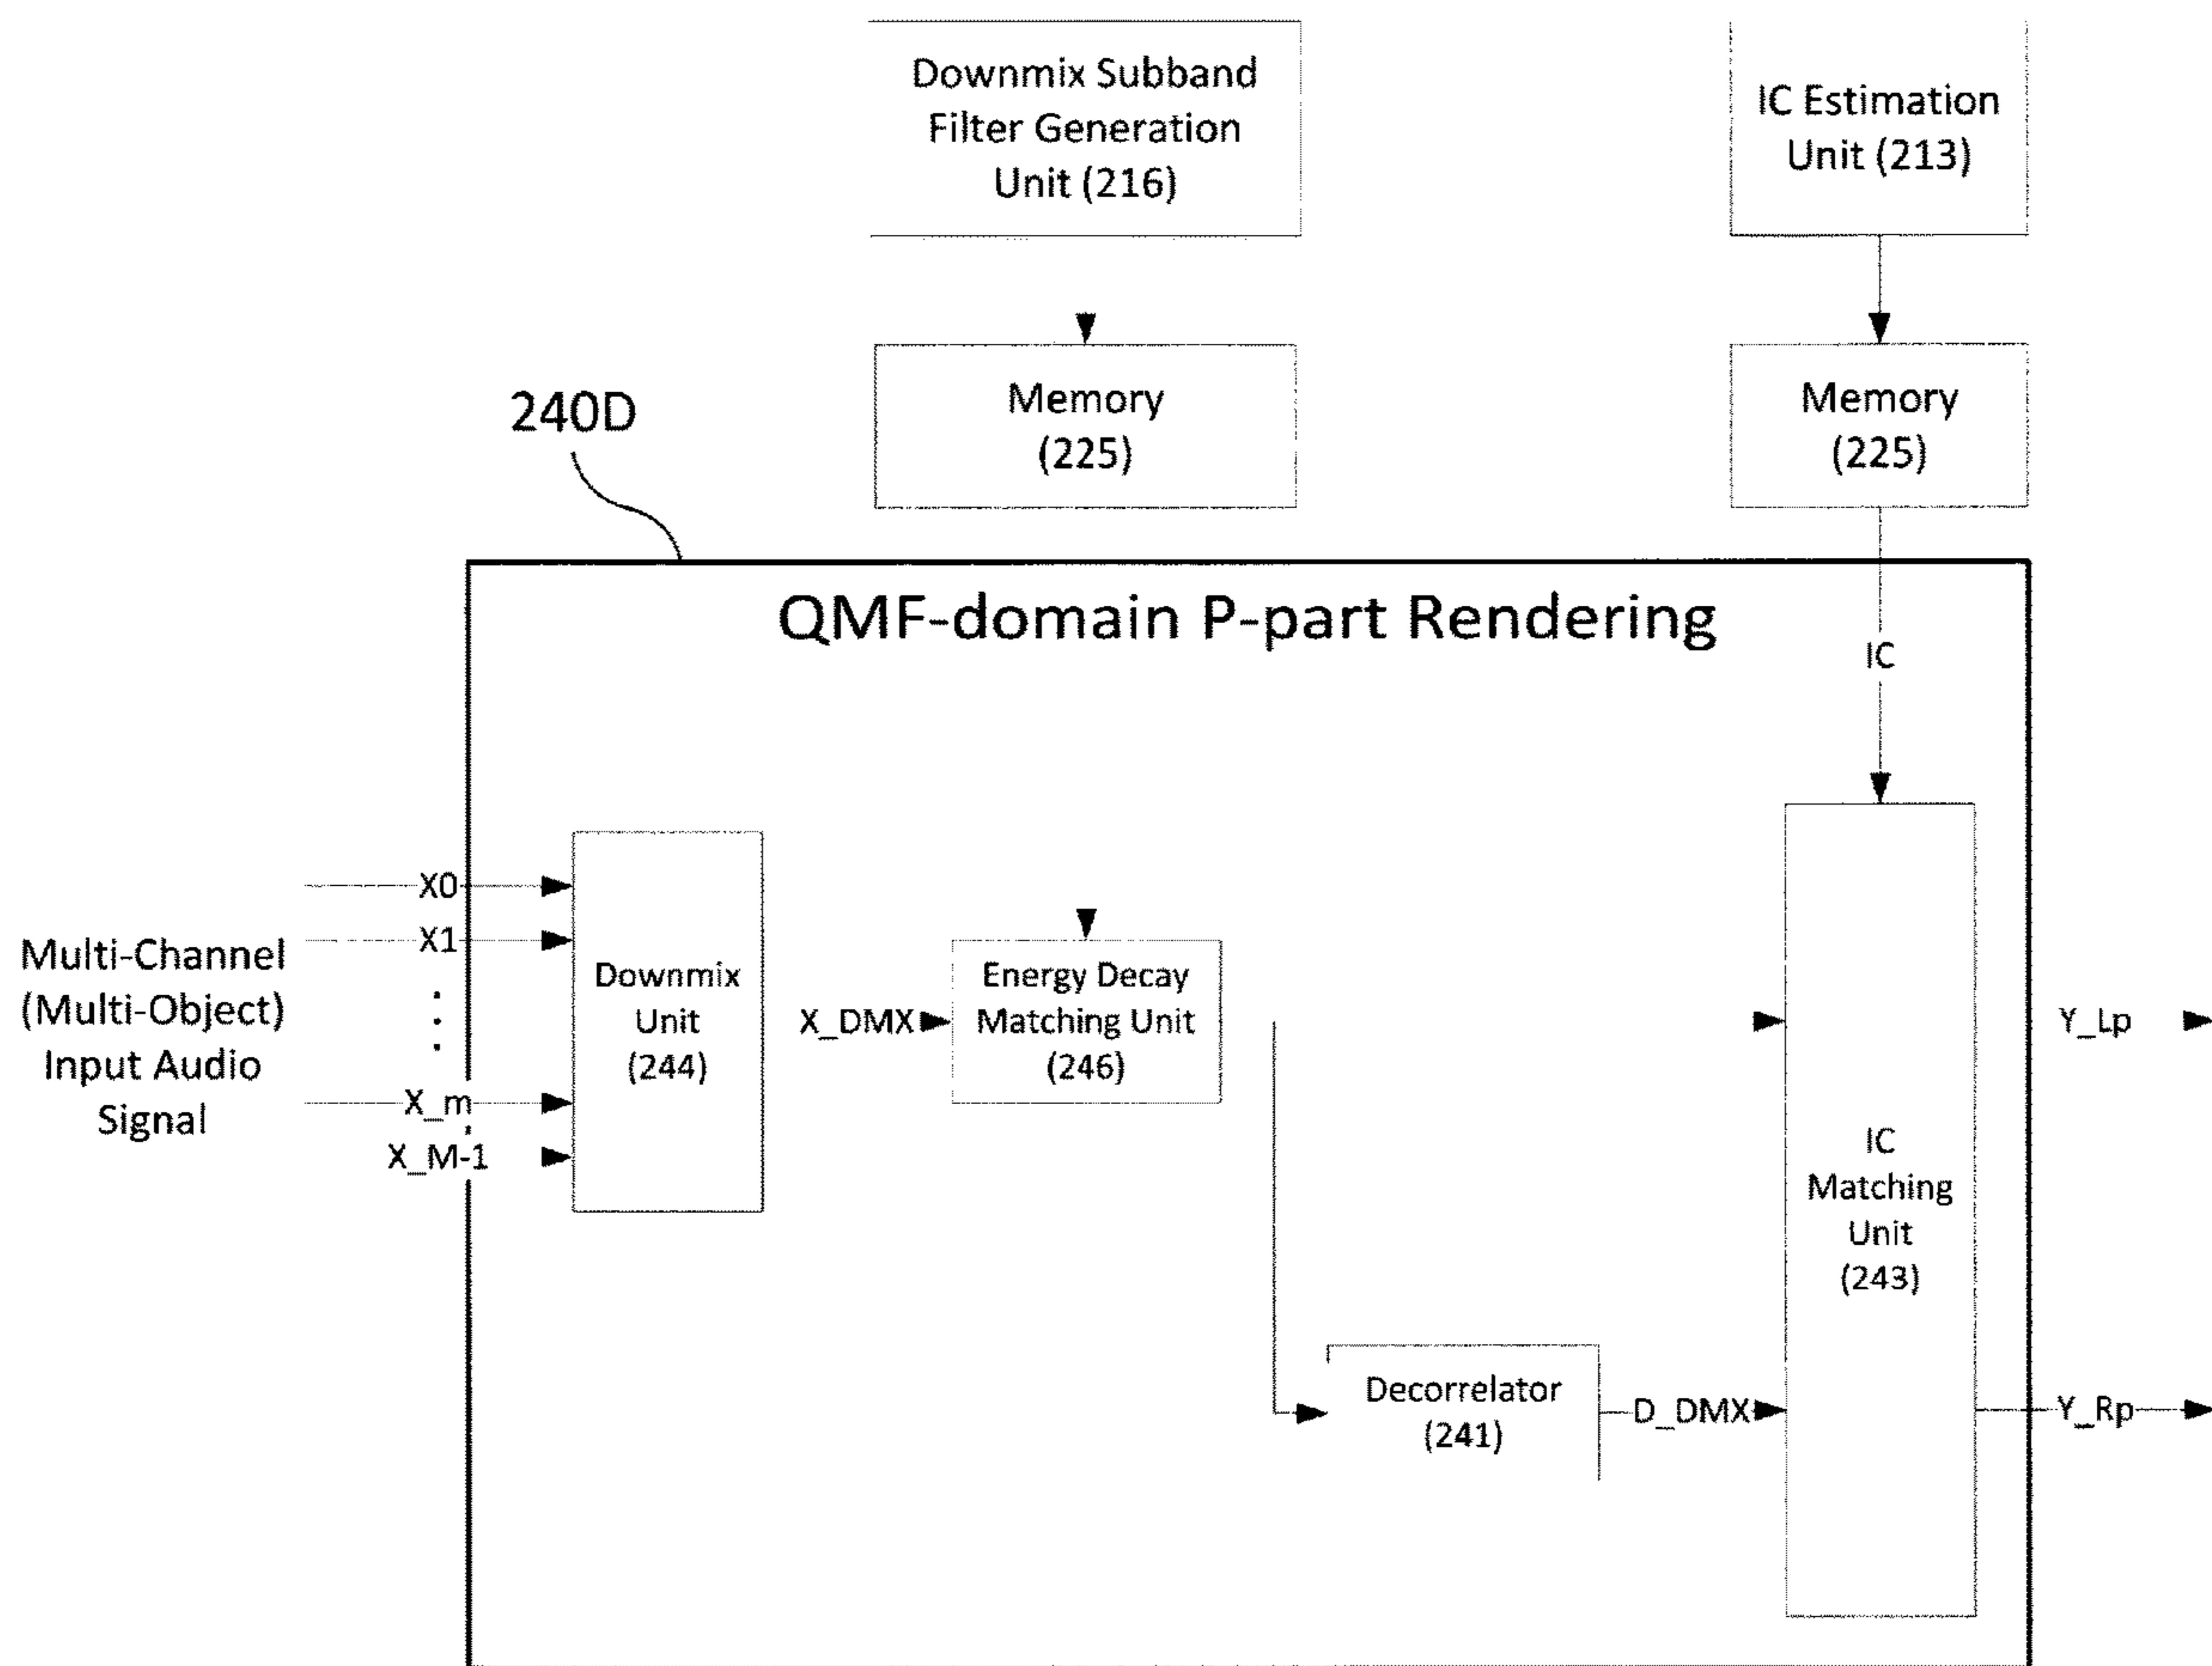 Downmix Subband
Filter Generation
Unit (216)
IC Estimation
Unit (213)
Memory
(225)
Memory
(225)
240D
QMF-domain P-part Rendering
IC
Multi-Channel
(Multi-Object)
Input Audio
Signal
X0
X1
X_m
X_M-1
Downmix
Unit
(244)
X_DMX
Energy Decay
Matching Unit
(246)
Decorrelator
(241)
D_DMX
IC
Matching
Unit
(243)
Y_Lp
Y_Rp